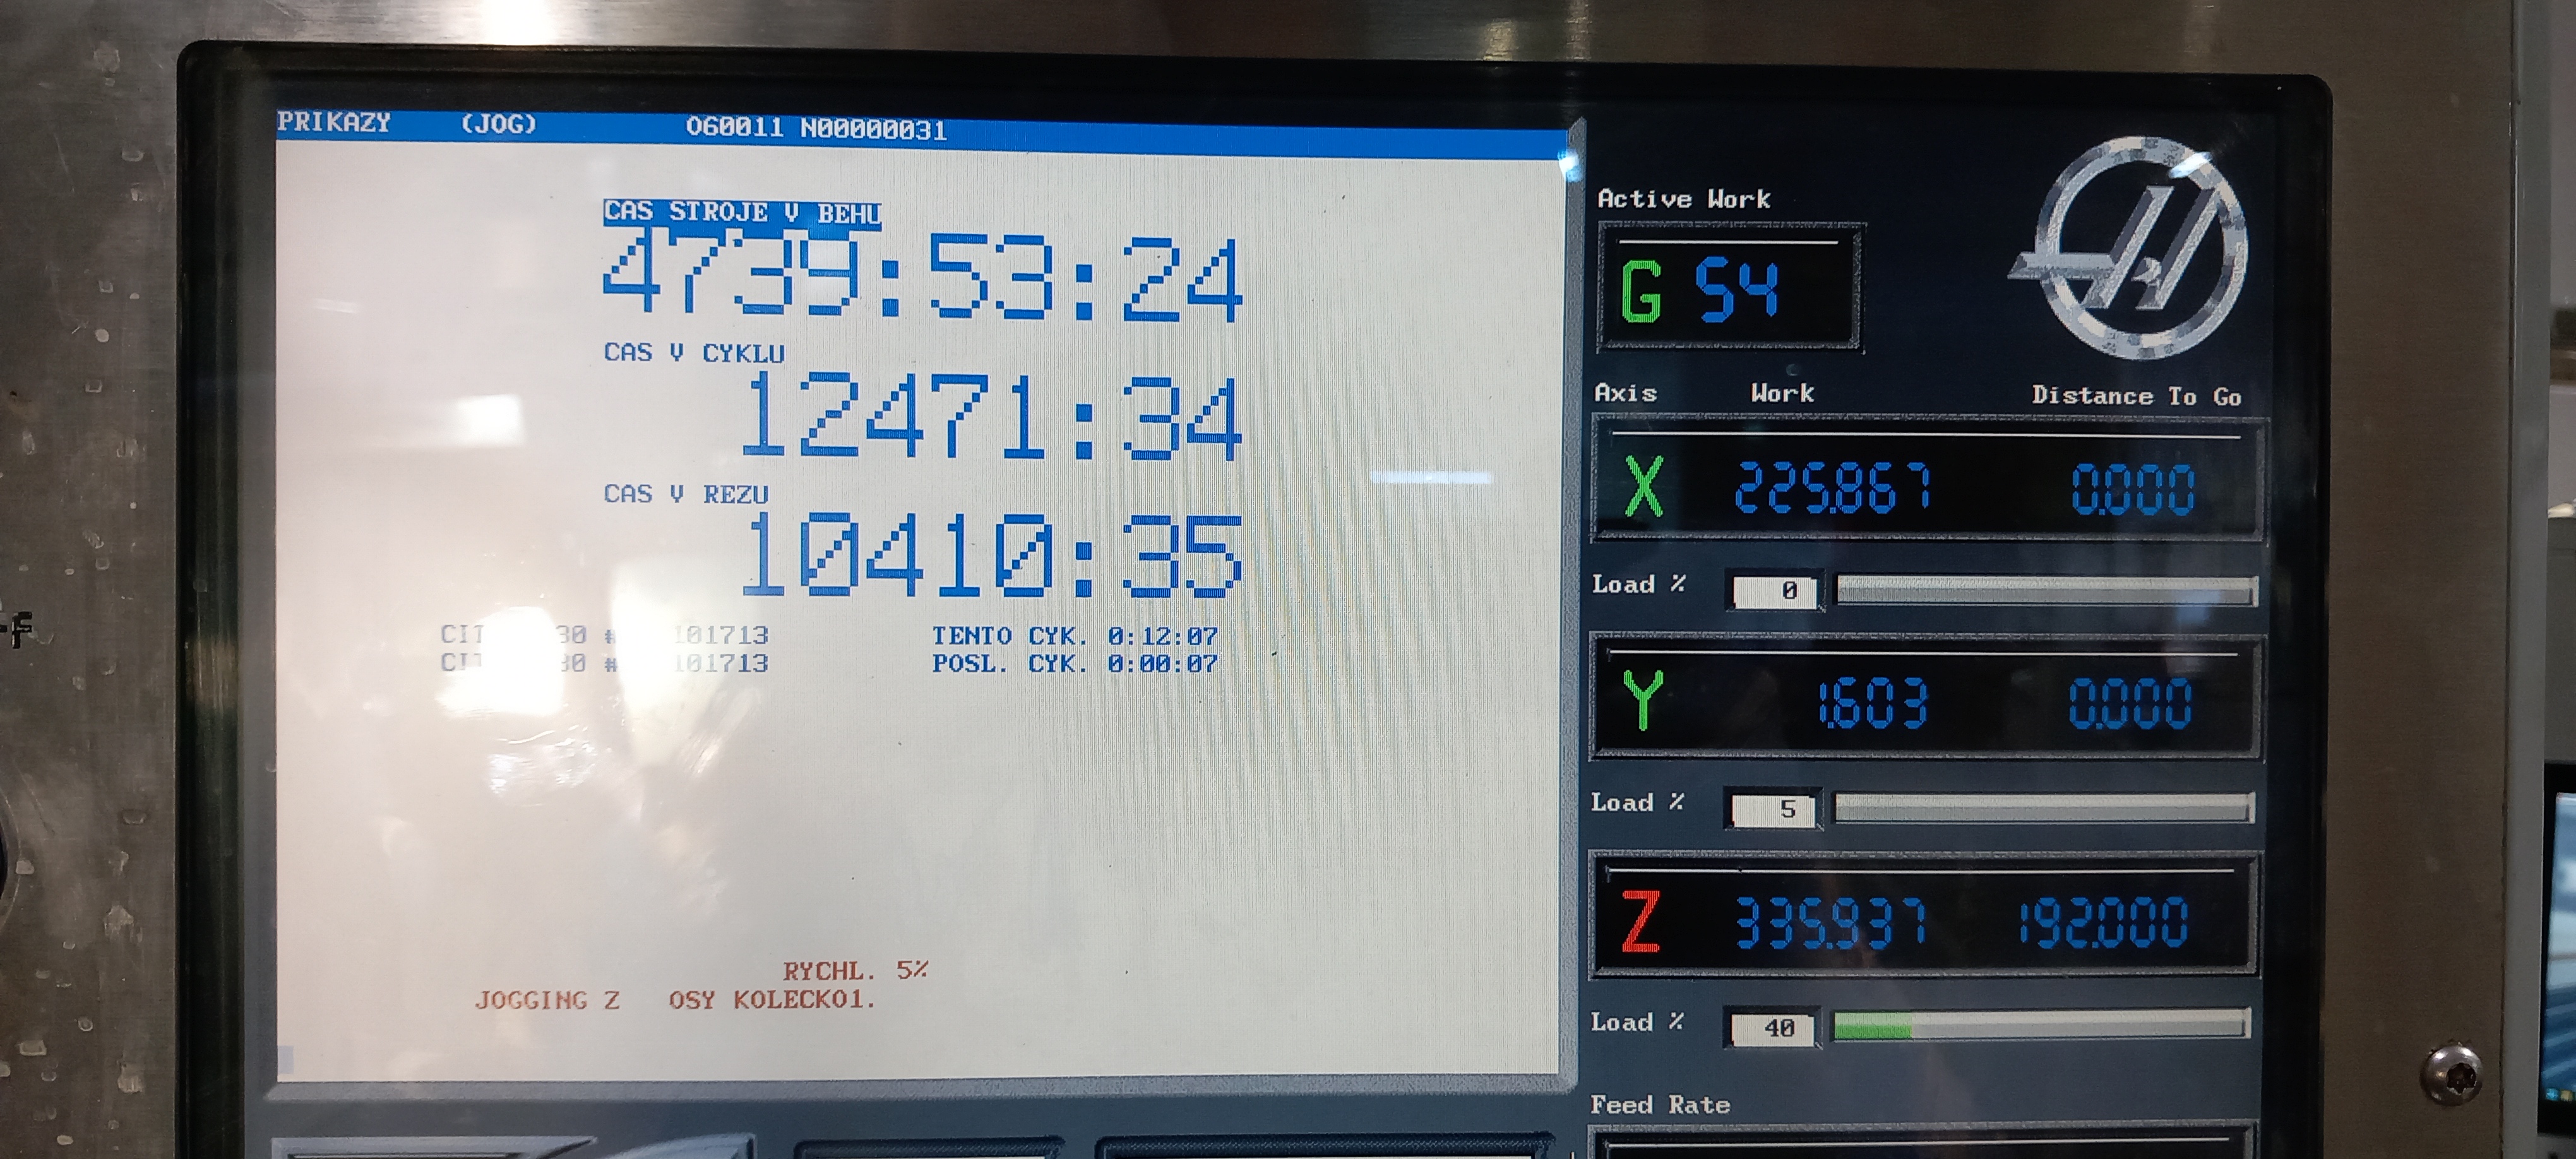 PRIKAZY (JOG) O60011 N00000031
CAS STROJE V BEHU
4739:53:24
CAS V CYKLU
12471:34
CAS V REZU
10410:35
101713 TENTO CYK. 0:12:07
101713 POSL. CYK. 0:00:07
RYCHL. 5%
JOGGING Z OSY KOLECKO1.
Active Work
G 54
Axis Work Distance To Go
X 225.867 0.000
Load % 0
Y 1.603 0.000
Load % 5
Z 335.937 192.000
Load % 40
Feed Rate